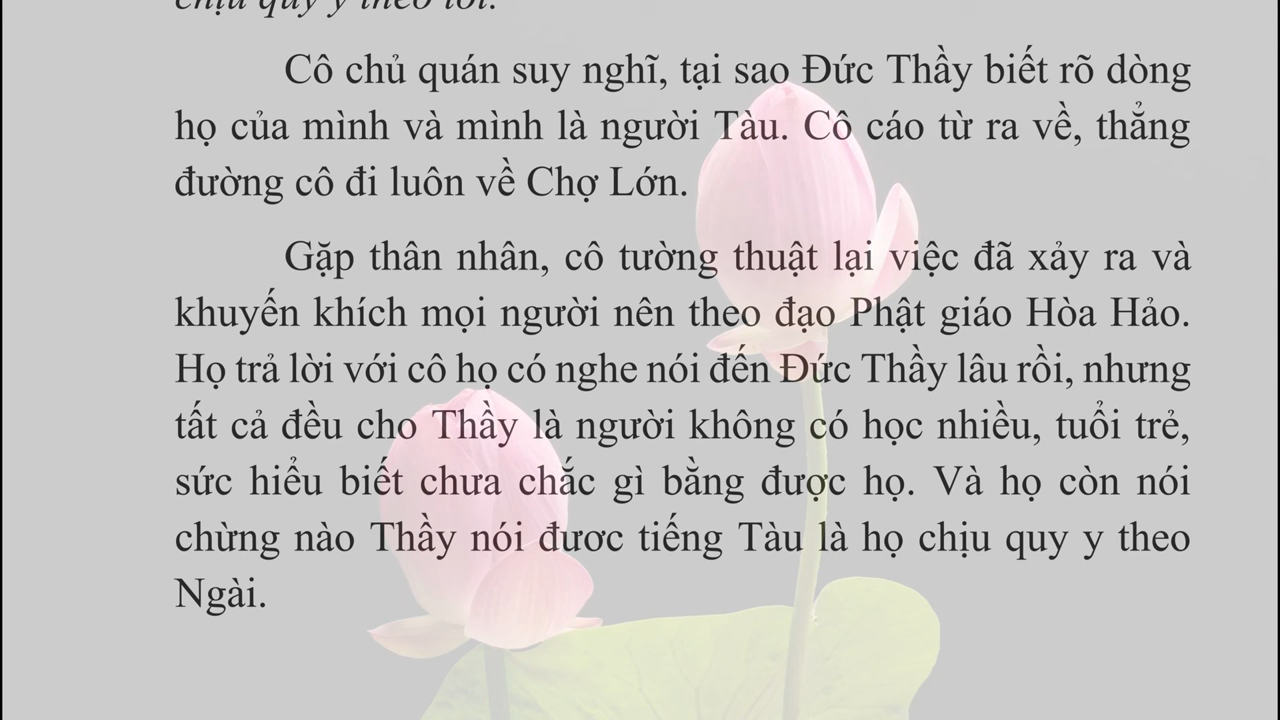 chịu quy y theo tôi.
Cô chủ quán suy nghĩ, tại sao Đức Thầy biết rõ dòng
họ của mình và mình là người Tàu. Cô cáo từ ra về, thẳng
đường cô đi luôn về Chợ Lớn.
Gặp thân nhân, cô tường thuật lại việc đã xảy ra và
khuyến khích mọi người nên theo đạo Phật giáo Hòa Hảo.
Họ trả lời với cô họ có nghe nói đến Đức Thầy lâu rồi, nhưng
tất cả đều cho Thầy là người không có học nhiều, tuổi trẻ,
sức hiểu biết chưa chắc gì bằng được họ. Và họ còn nói
chừng nào Thầy nói đươc tiếng Tàu là họ chịu quy y theo
Ngài.